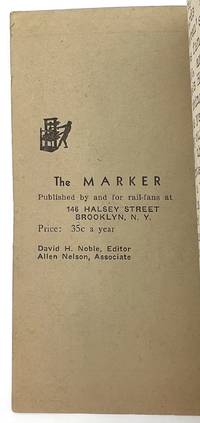 The MARKER
Published by and for rail-fans at
146 HALSEY STREET
BROOKLYN, N. Y.
Price: 35c a year
David H. Noble, Editor
Allen Nelson, Associate